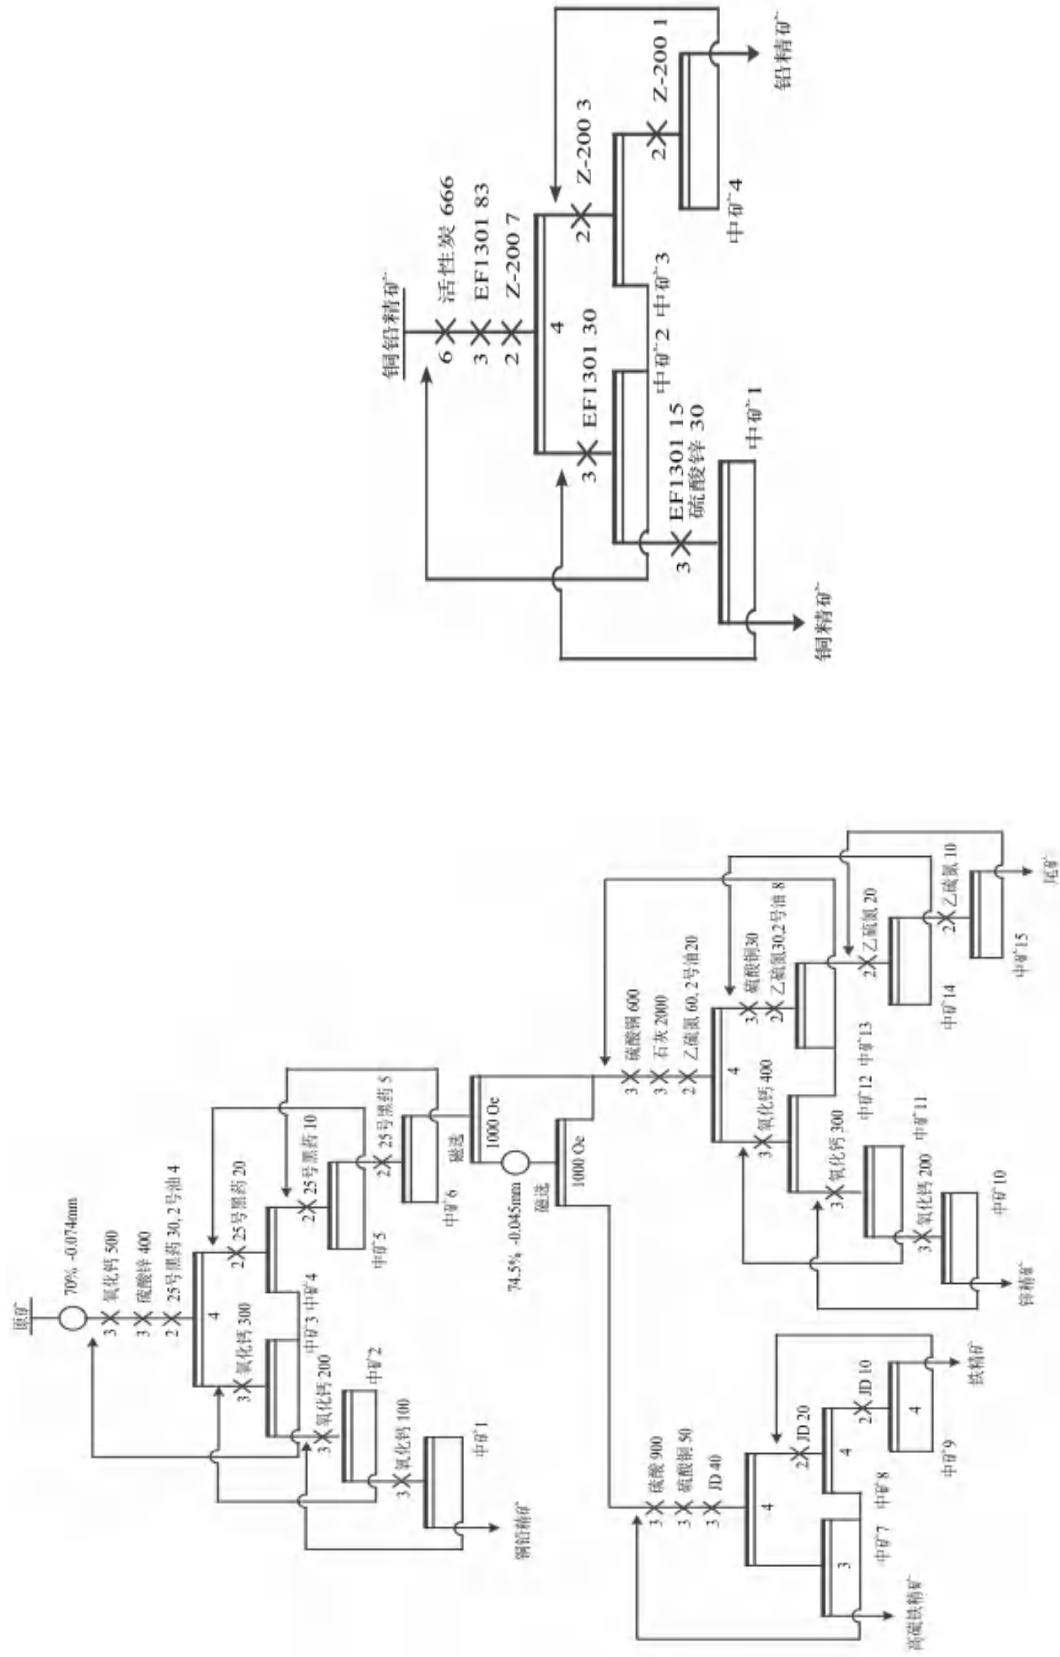 铜铅精矿
6 活性炭 666
3 EF1301 83
2 Z-200 7
4
3 EF1301 30
2 Z-200 3
中矿2 中矿3
3 EF1301 15
硫酸锌 30
2 Z-200 1
中矿1
中矿4
铜精矿
铅精矿
原矿
70% -0.074mm
3 氧化钙 500
3 硫酸锌 400
2 25号黑药 30, 2号油 4
4
3 氧化钙 300
2 25号黑药 20
中矿3 中矿4
3 氧化钙 200
2 25号黑药 10
中矿2
中矿5
3 氧化钙 100
2 25号黑药 5
中矿1
中矿6
铜铅精矿
磁选
1000 Oe
74.5% -0.045mm
磁选
1000 Oe
3 硫酸铜 600
3 石灰 2000
2 乙硫氮 60, 2号油20
4
3 氧化钙 400
3 硫酸铜30
2 乙硫氮30,2号油 8
3 氧化钙 300
中矿12 中矿13
2 乙硫氮 20
中矿11
中矿14
3 氧化钙 200
2 乙硫氮 10
中矿10
中矿15
锌精矿
尾矿
3 硫酸 900
3 硫酸铜 50
3 JD 40
4
2 JD 20
3
4
中矿7 中矿8
2 JD 10
4
中矿9
高硫铁精矿
铁精矿